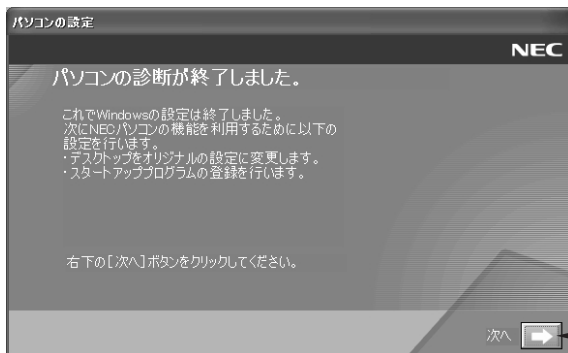 パソコンの設定
NEC
パソコンの診断が終了しました。
これでWindowsの設定は終了しました。
次にNECパソコンの機能を利用するために以下の
設定を行います。
・デスクトップをオリジナルの設定に変更します。
・スタートアッププログラムの登録を行います。
右下の[次へ]ボタンをクリックしてください。
次へ